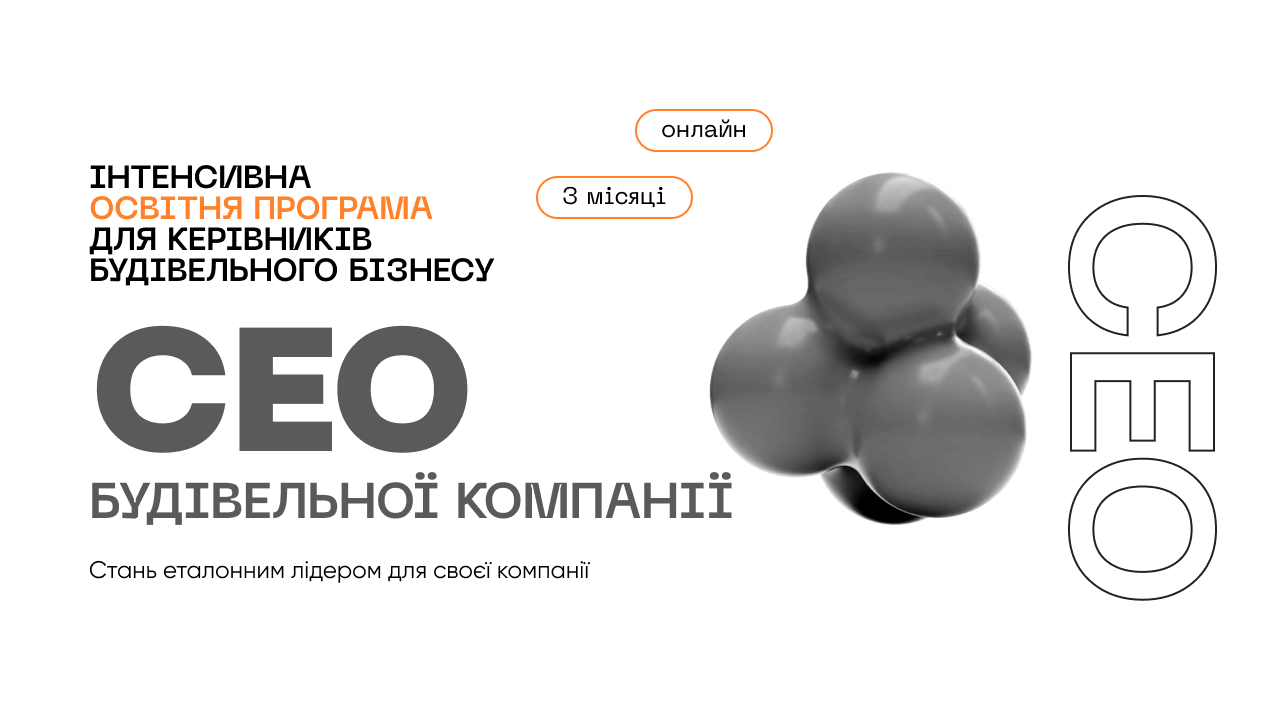 онлайн
3 місяці
ІНТЕНСИВНА
ОСВІТНЯ ПРОГРАМА
ДЛЯ КЕРІВНИКІВ
БУДІВЕЛЬНОГО БІЗНЕСУ
CEO
БУДІВЕЛЬНОЇ КОМПАНІЇ
Стань еталонним лідером для своєї компанії
CEO